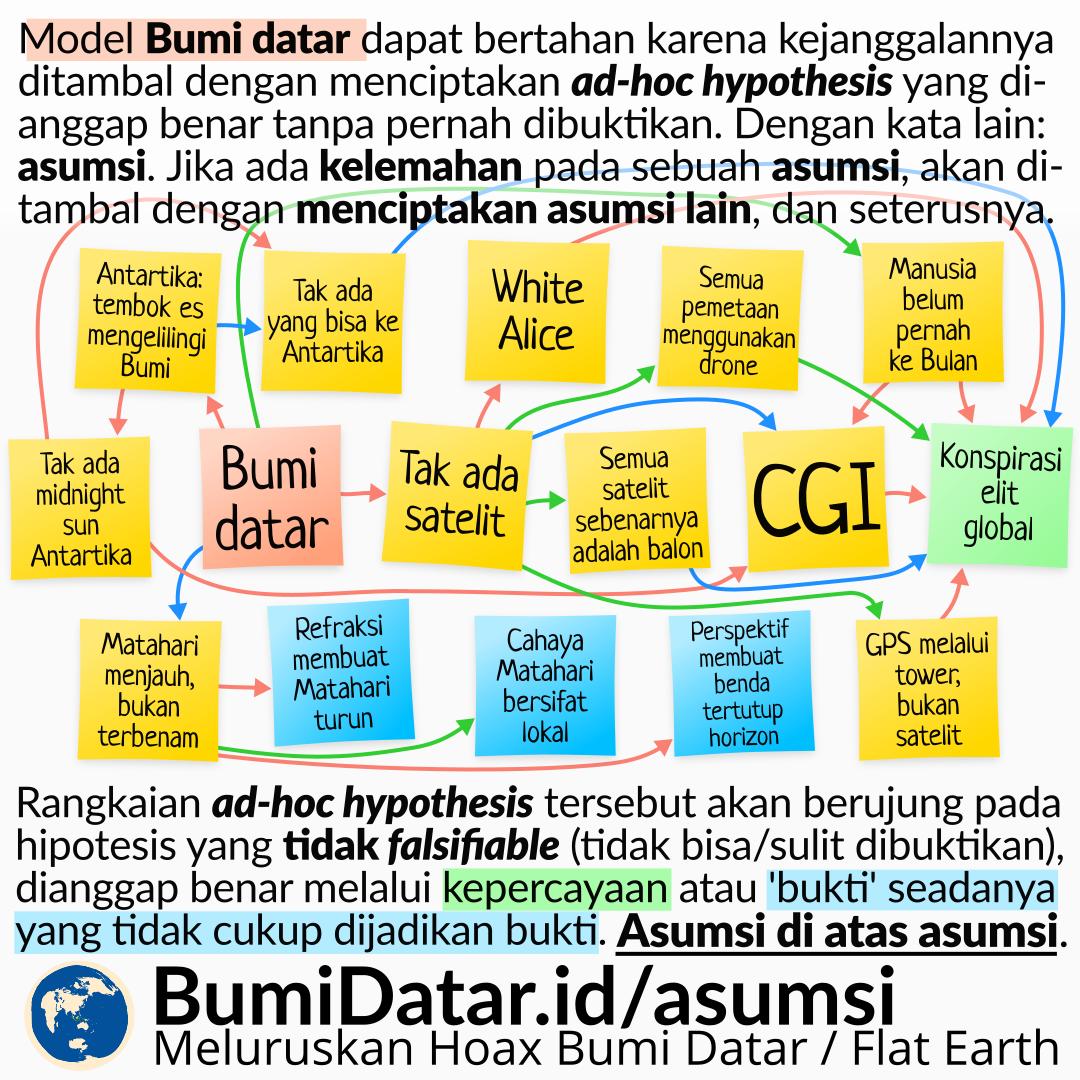 Model Bumi datar dapat bertahan karena kejanggalannya
ditambal dengan menciptakan ad-hoc hypothesis yang di-
anggap benar tanpa pernah dibuktikan. Dengan kata lain:
asumsi. Jika ada kelemahan pada sebuah asumsi, akan di-
tambal dengan menciptakan asumsi lain, dan seterusnya.
Antartika:
tembok es
mengelilingi
Bumi
Tak ada
yang bisa ke
Antartika
White
Alice
Semua
pemetaan
menggunakan
drone
Manusia
belum
pernah
ke Bulan
Tak ada
midnight
sun
Antartika
Bumi
datar
Tak ada
satelit
Semua
satelit
sebenarnya
adalah balon
CGI
Konspirasi
elit
global
Matahari
menjauh,
bukan
terbenam
Refraksi
membuat
Matahari
turun
Cahaya
Matahari
bersifat
lokal
Perspektif
membuat
benda
tertutup
horizon
GPS melalui
tower,
bukan
satelit
Rangkaian ad-hoc hypothesis tersebut akan berujung pada
hipotesis yang tidak falsifiable (tidak bisa/sulit dibuktikan),
dianggap benar melalui kepercayaan atau 'bukti' seadanya
yang tidak cukup dijadikan bukti. Asumsi di atas asumsi.
BumiDatar.id/asumsi
Meluruskan Hoax Bumi Datar / Flat Earth